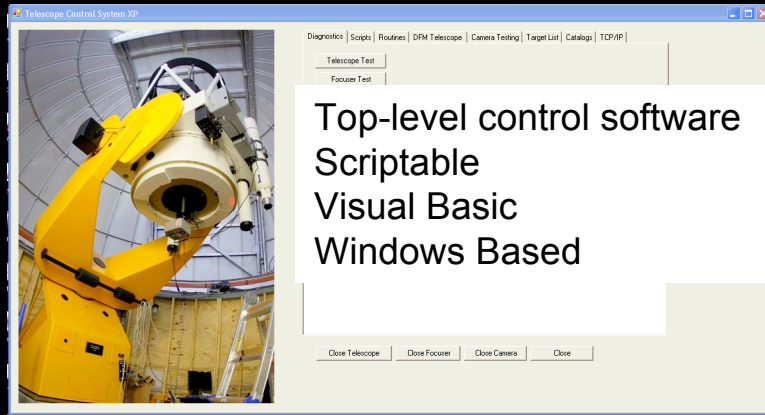 Telescope Control System XP
Diagnostics Scripts Routines DFM Telescope Camera Testing Target List Catalogs TCP/IP
Telescope Test
Focuser Test
Top-level control software
Scriptable
Visual Basic
Windows Based
Close Telescope Close Focuser Close Camera Close